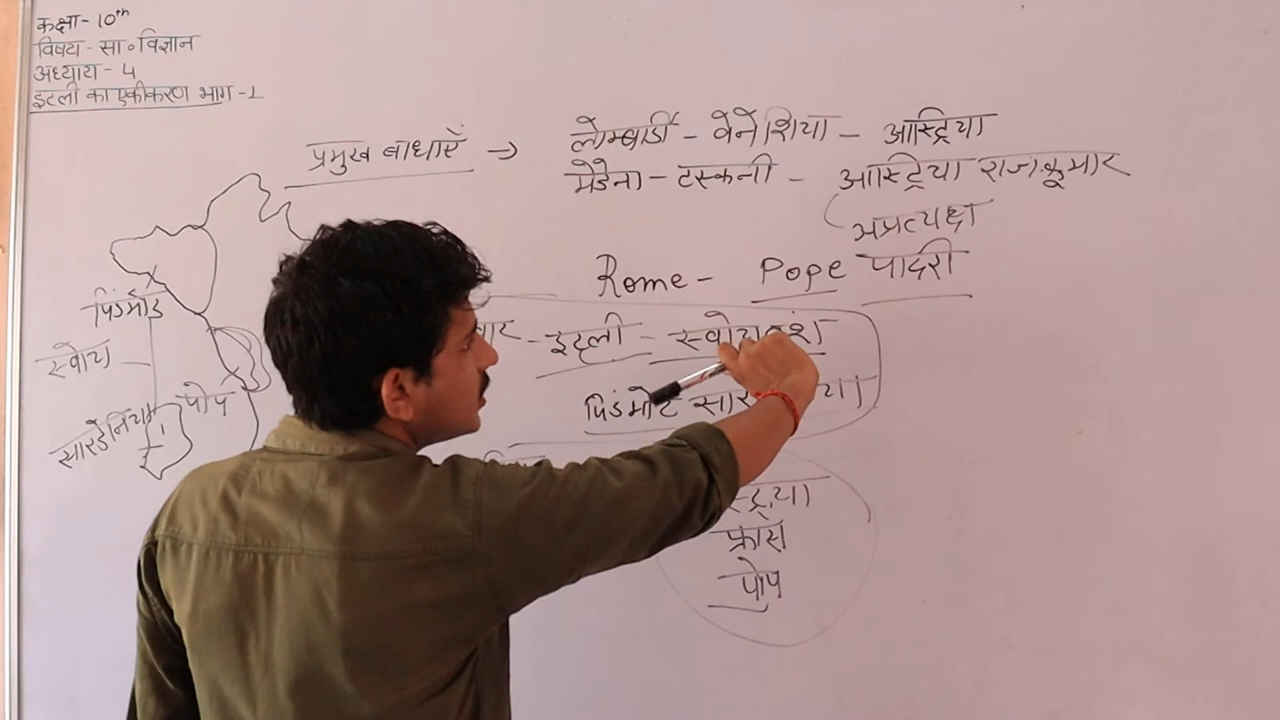 कक्षा - 10th
विषय - सा० विज्ञान
अध्याय - 4
इटली का एकीकरण भाग -1
प्रमुख बाधाएँ → लोम्बार्डी - वेनेशिया - आस्ट्रिया
मेडेना - टस्कनी - आस्ट्रिया राजकुमार
अप्रत्यक्ष
Rome - Pope पादरी
इटली -
पिंडमोट
फ्रांस
पोप
पिंडमोंट
स्वोया
सारडेनिया
पोप